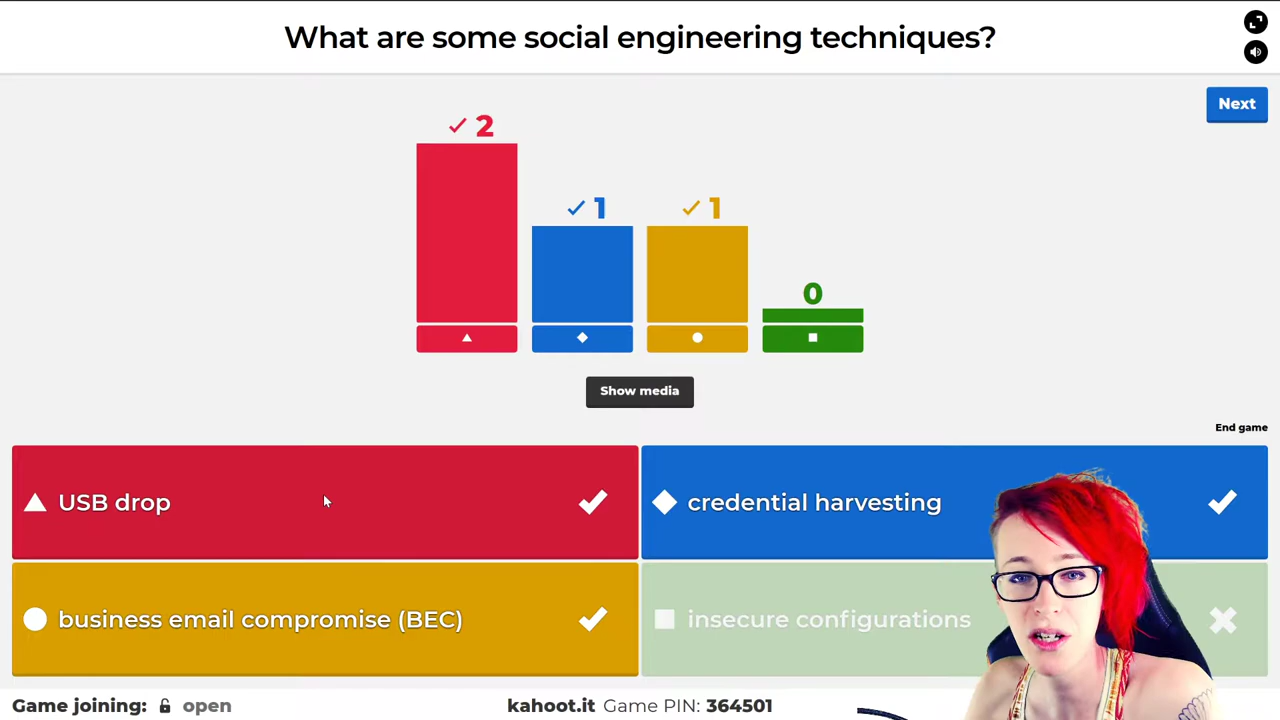 What are some social engineering techniques?
Next
2
1
1
0
Show media
End game
USB drop
credential harvesting
business email compromise (BEC)
insecure configurations
Game joining: open
kahoot.it Game PIN: 364501